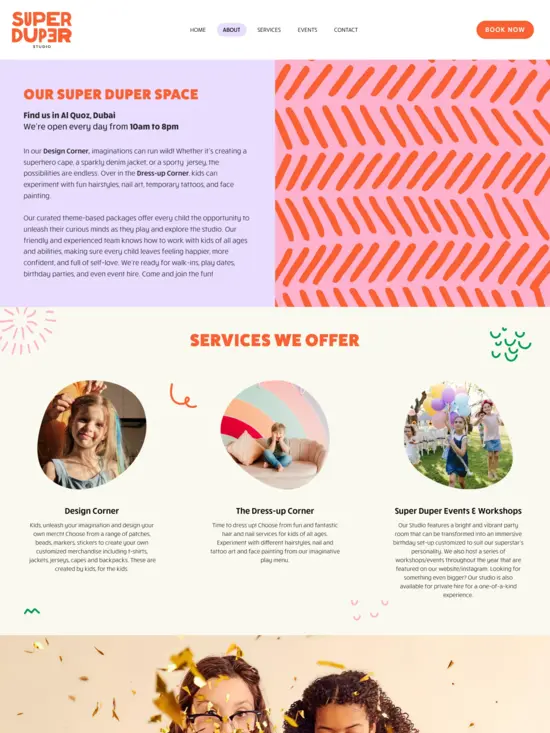 SUPER
DUPER
STUDIO
HOME
ABOUT
SERVICES
EVENTS
CONTACT
BOOK NOW
OUR SUPER DUPER SPACE
Find us in Al Quoz, Dubai
We're open every day from 10am to 8pm
In our Design Corner, imaginations can run wild! Whether it's creating a
superhero cape, a sparkly denim jacket, or a sporty jersey, the
possibilities are endless. Over in the Dress-up Corner, kids can
experiment with fun hairstyles, nail art, temporary tattoos, and face
painting.
Our curated theme-based packages offer every child the opportunity to
unleash their curious minds as they play and explore the studio. Our
friendly and experienced team knows how to work with kids of all ages
and abilities, making sure every child leaves feeling happier, more
confident, and full of self-love. We're ready for walk-ins, play dates,
birthday parties, and even event hire. Come and join the fun!
SERVICES WE OFFER
Design Corner
Kids, unleash your imagination and design your
own merch! Choose from a range of patches,
beads, markers, stickers to create your own
customized merchandise including t-shirts,
jackets, jerseys, capes and backpacks. These are
created by kids, for the kids.
The Dress-up Corner
Time to dress up! Choose from fun and fantastic
hair and nail services for kids of all ages.
Experiment with different hairstyles, nail and
tattoo art and face painting from our imaginative
play menu.
Super Duper Events & Workshops
Our Studio features a bright and vibrant party
room that can be transformed into an immersive
birthday set-up customized to suit our superstar's
personality. We also host a series of
workshops/events throughout the year that are
featured on our website/instagram. Looking for
something even bigger? Our studio is also
available for private hire for a one-of-a-kind
experience.